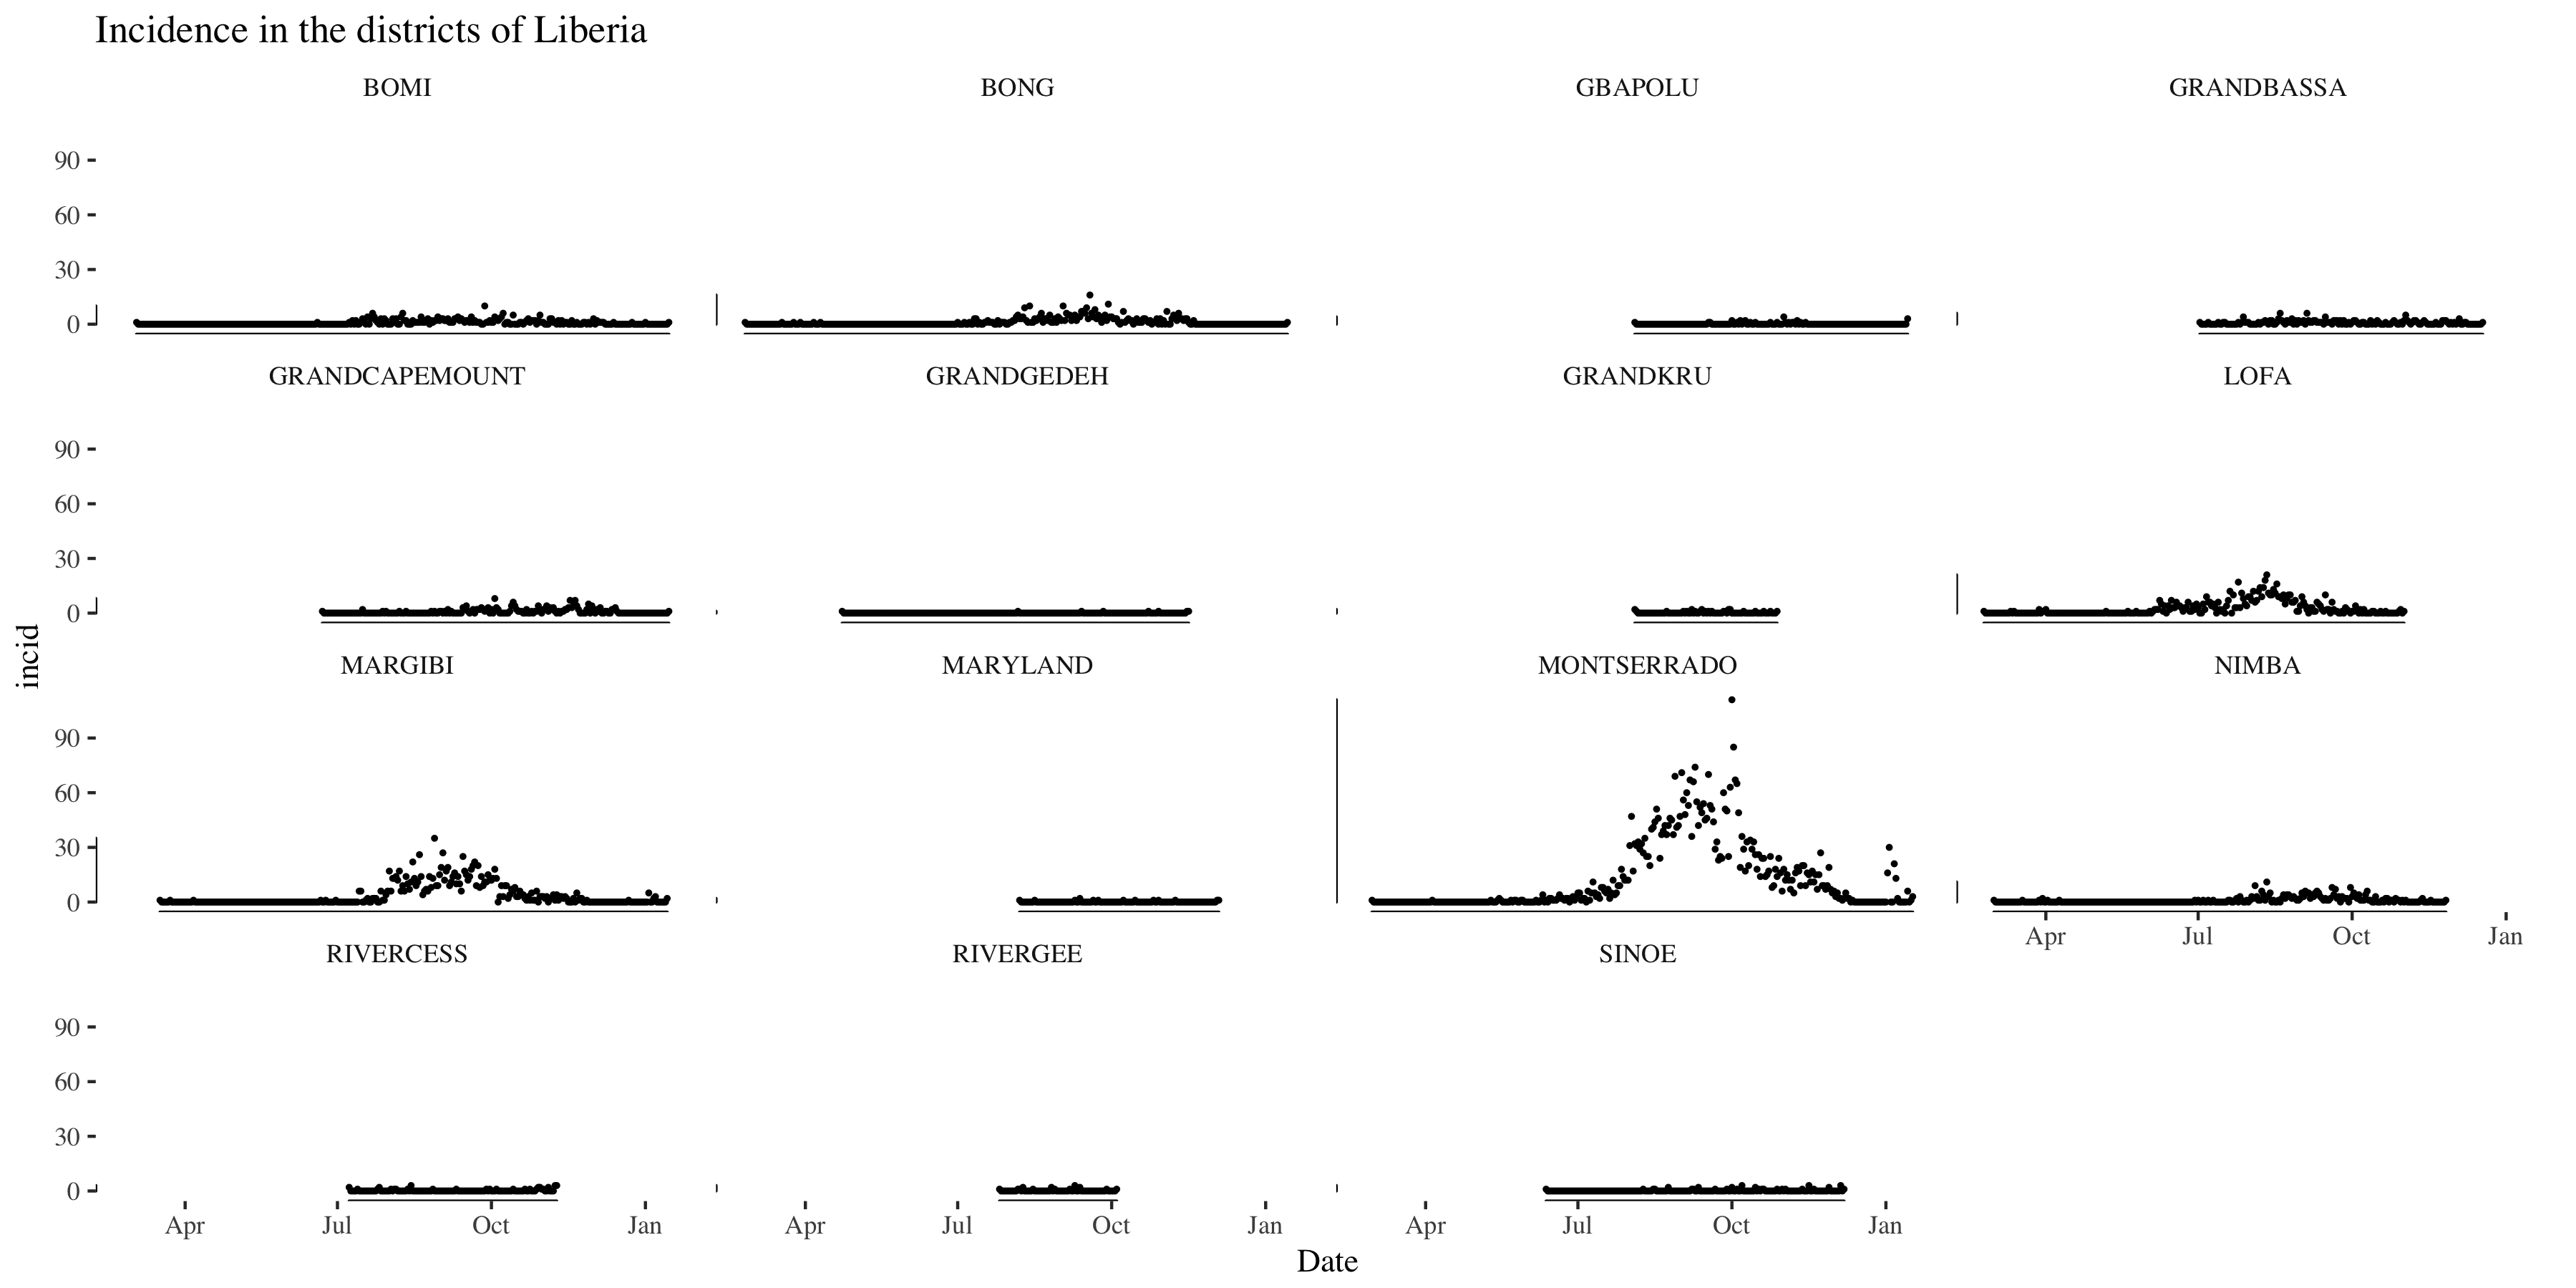 Incidence in the districts of Liberia
BOMI BONG GBAPOLU GRANDBASSA
90
60
30
0
GRANDCAPEMOUNT GRANDGEDEH GRANDKRU LOFA
90
60
30
0
incid
MARGIBI MARYLAND MONTSERRADO NIMBA
90
60
30
0
Apr Jul Oct Jan
RIVERCESS RIVERGEE SINOE
90
60
30
0
Apr Jul Oct Jan Apr Jul Oct Jan Apr Jul Oct Jan
Date